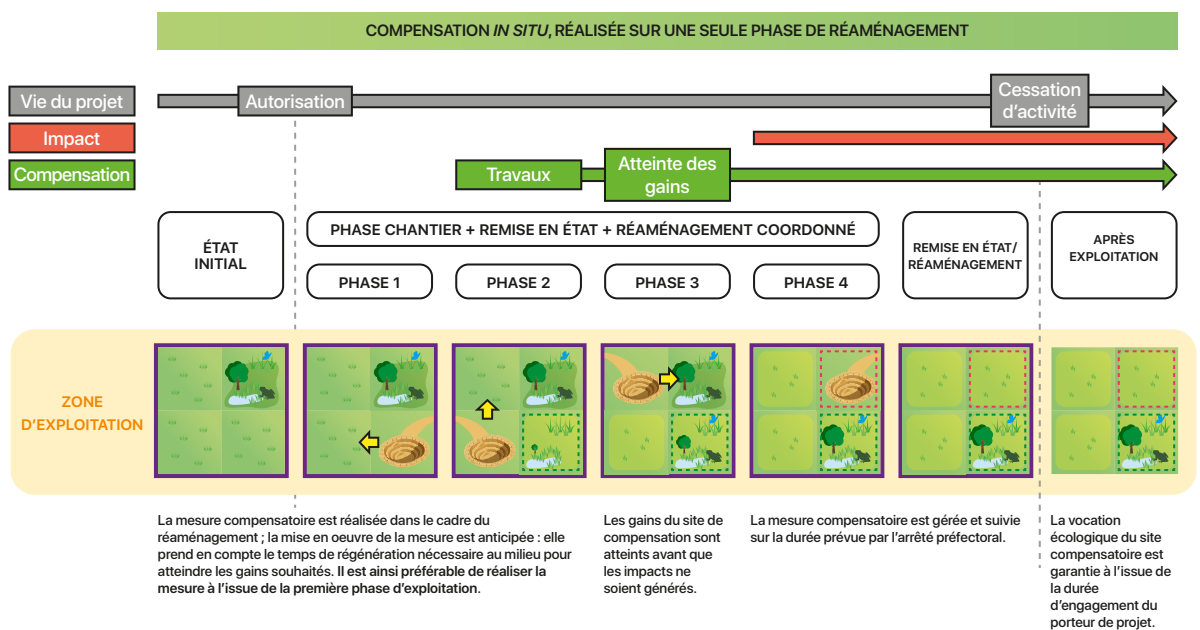 COMPENSATION IN SITU, RÉALISÉE SUR UNE SEULE PHASE DE RÉAMÉNAGEMENT
Vie du projet
Autorisation
Cessation
d'activité
Impact
Compensation
Travaux
Atteinte des
gains
ÉTAT
INITIAL
PHASE CHANTIER + REMISE EN ÉTAT + RÉAMÉNAGEMENT COORDONNÉ
PHASE 1
PHASE 2
PHASE 3
PHASE 4
REMISE EN ÉTAT/
RÉAMÉNAGEMENT
APRÈS
EXPLOITATION
ZONE
D'EXPLOITATION
La mesure compensatoire est réalisée dans le cadre du
réaménagement ; la mise en oeuvre de la mesure est anticipée : elle
prend en compte le temps de régénération nécessaire au milieu pour
atteindre les gains souhaités. Il est ainsi préférable de réaliser la
mesure à l'issue de la première phase d'exploitation.
Les gains du site de
compensation sont
atteints avant que
les impacts ne
soient générés.
La mesure compensatoire est gérée et suivie
sur la durée prévue par l'arrêté préfectoral.
La vocation
écologique du site
compensatoire est
garantie à l'issue de
la durée
d'engagement du
porteur de projet.